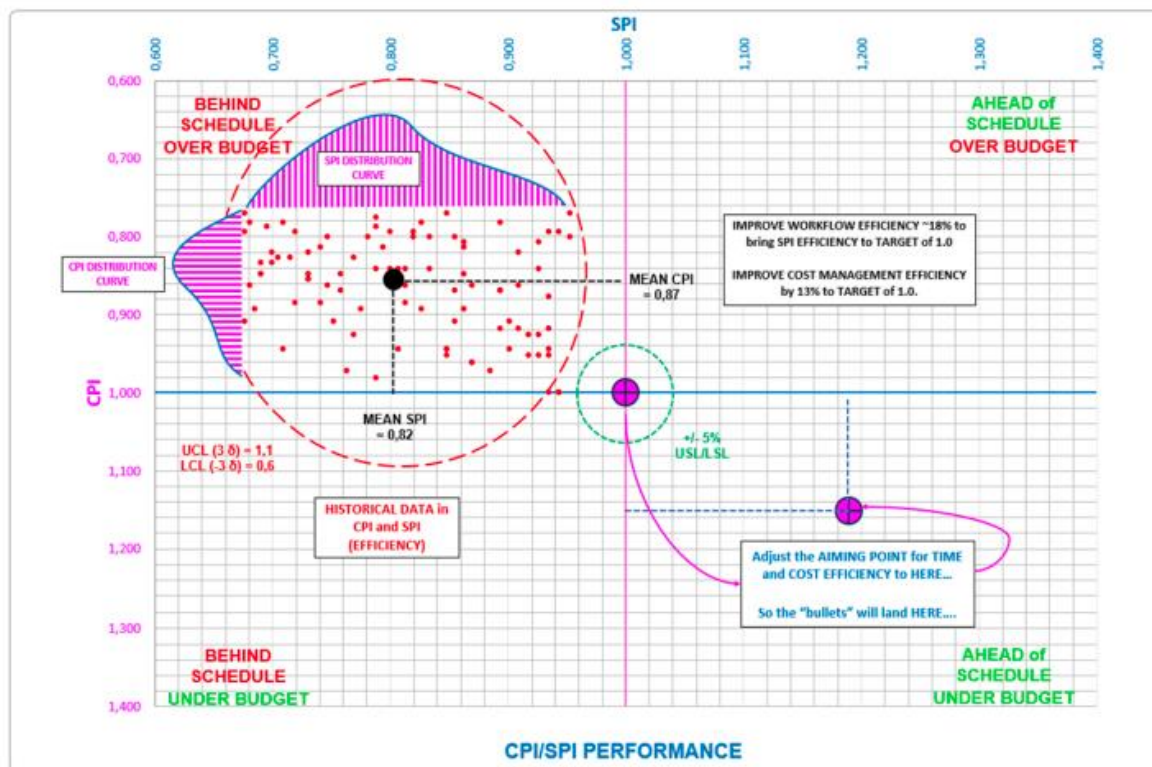 SPI
0,600
0,700
0,800
0,900
1,000
1,100
1,200
1,300
1,400
CPI
0,600
0,700
0,800
0,900
1,000
1,100
1,200
1,300
1,400
BEHIND
SCHEDULE
OVER BUDGET
AHEAD of
SCHEDULE
OVER BUDGET
SPI DISTRIBUTION
CURVE
CPI DISTRIBUTION
CURVE
IMPROVE WORKFLOW EFFICIENCY ~18% to
bring SPI EFFICIENCY to TARGET of 1.0
IMPROVE COST MANAGEMENT EFFICIENCY
by 13% to TARGET of 1.0.
MEAN CPI
= 0,87
MEAN SPI
= 0,82
UCL (3 δ) = 1,1
LCL (-3 δ) = 0,6
+/- 5%
USL/LSL
HISTORICAL DATA in
CPI and SPI
(EFFICIENCY)
Adjust the AIMING POINT for TIME
and COST EFFICIENCY to HERE...
So the "bullets" will land HERE....
BEHIND
SCHEDULE
UNDER BUDGET
AHEAD of
SCHEDULE
UNDER BUDGET
CPI/SPI PERFORMANCE